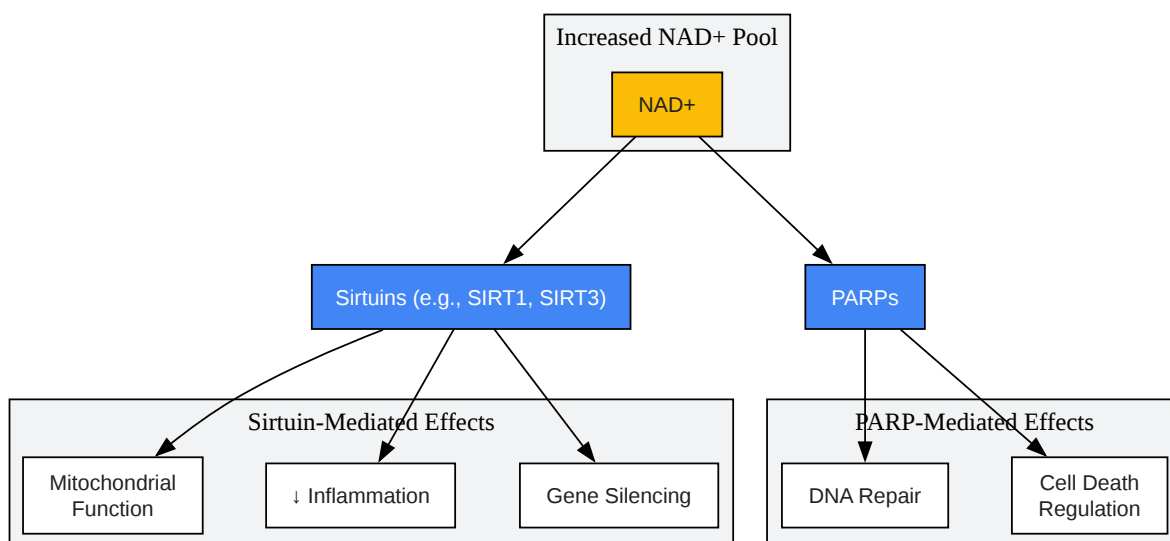 Increased NAD+ Pool
NAD+
Sirtuins (e.g., SIRT1, SIRT3)
PARPs
Sirtuin-Mediated Effects
PARP-Mediated Effects
Mitochondrial
Function
↓ Inflammation
Gene Silencing
DNA Repair
Cell Death
Regulation